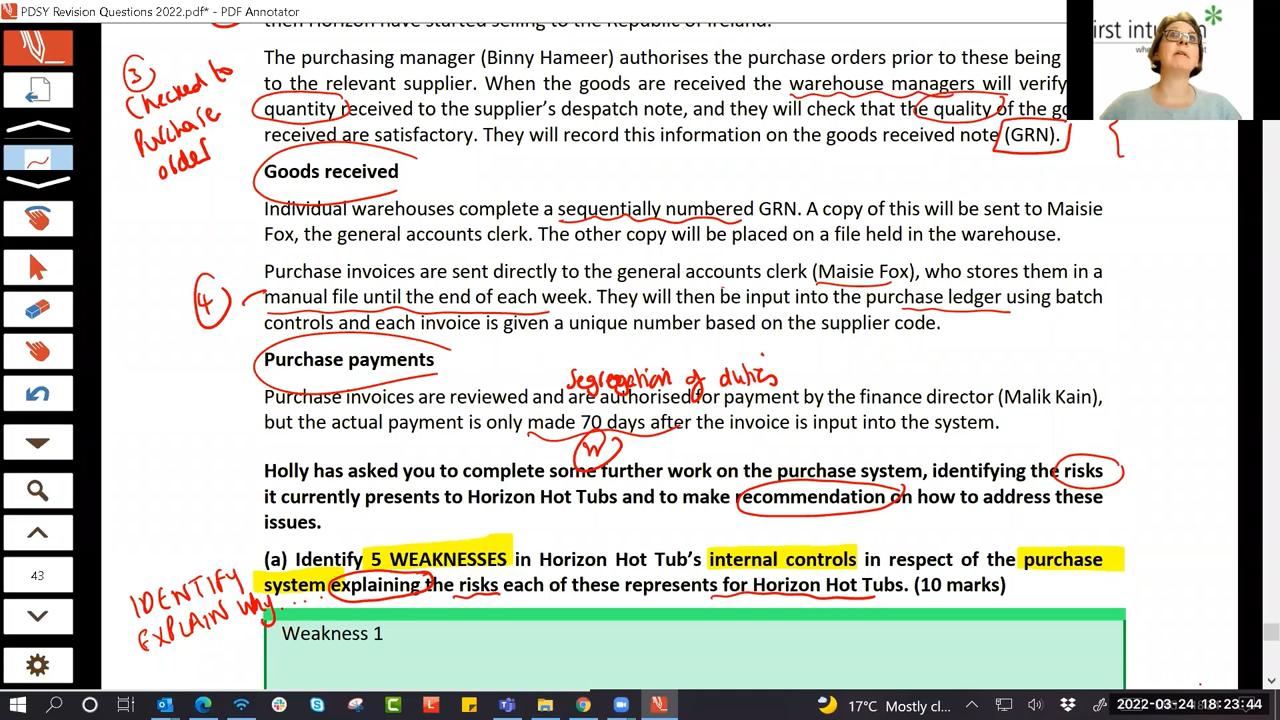 PDSY Revision Questions 2022.pdf* - PDF Annotator
then Horizon have started selling to the Republic of Ireland.
first intuition
The purchasing manager (Binny Hameer) authorises the purchase orders prior to these being
to the relevant supplier. When the goods are received the warehouse managers will verify
quantity received to the supplier's despatch note, and they will check that the quality of the go
received are satisfactory. They will record this information on the goods received note (GRN).
3
Checked to
Purchase
order
Goods received
Individual warehouses complete a sequentially numbered GRN. A copy of this will be sent to Maisie
Fox, the general accounts clerk. The other copy will be placed on a file held in the warehouse.
Purchase invoices are sent directly to the general accounts clerk (Maisie Fox), who stores them in a
4
manual file until the end of each week. They will then be input into the purchase ledger using batch
controls and each invoice is given a unique number based on the supplier code.
Purchase payments
Segregation of duties
Purchase invoices are reviewed and are authorised for payment by the finance director (Malik Kain),
but the actual payment is only made 70 days after the invoice is input into the system.
W
Holly has asked you to complete some further work on the purchase system, identifying the risks
it currently presents to Horizon Hot Tubs and to make recommendation on how to address these
issues.
(a) Identify 5 WEAKNESSES in Horizon Hot Tub's internal controls in respect of the purchase
system explaining the risks each of these represents for Horizon Hot Tubs. (10 marks)
IDENTIFY
EXPLAIN why.....
Weakness 1
43
17°C Mostly cl...
2022-03-24 18:23:44